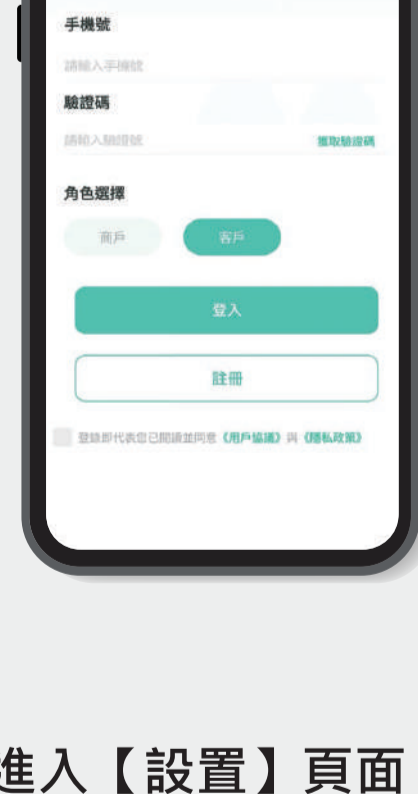 手機號
請輸入手機號
驗證碼
請輸入驗證號 獲取驗證碼
角色選擇
商戶 客戶
登入
註冊
登錄即代表您已閱讀並同意《用戶協議》與《隱私政策》
進入【設置】頁面